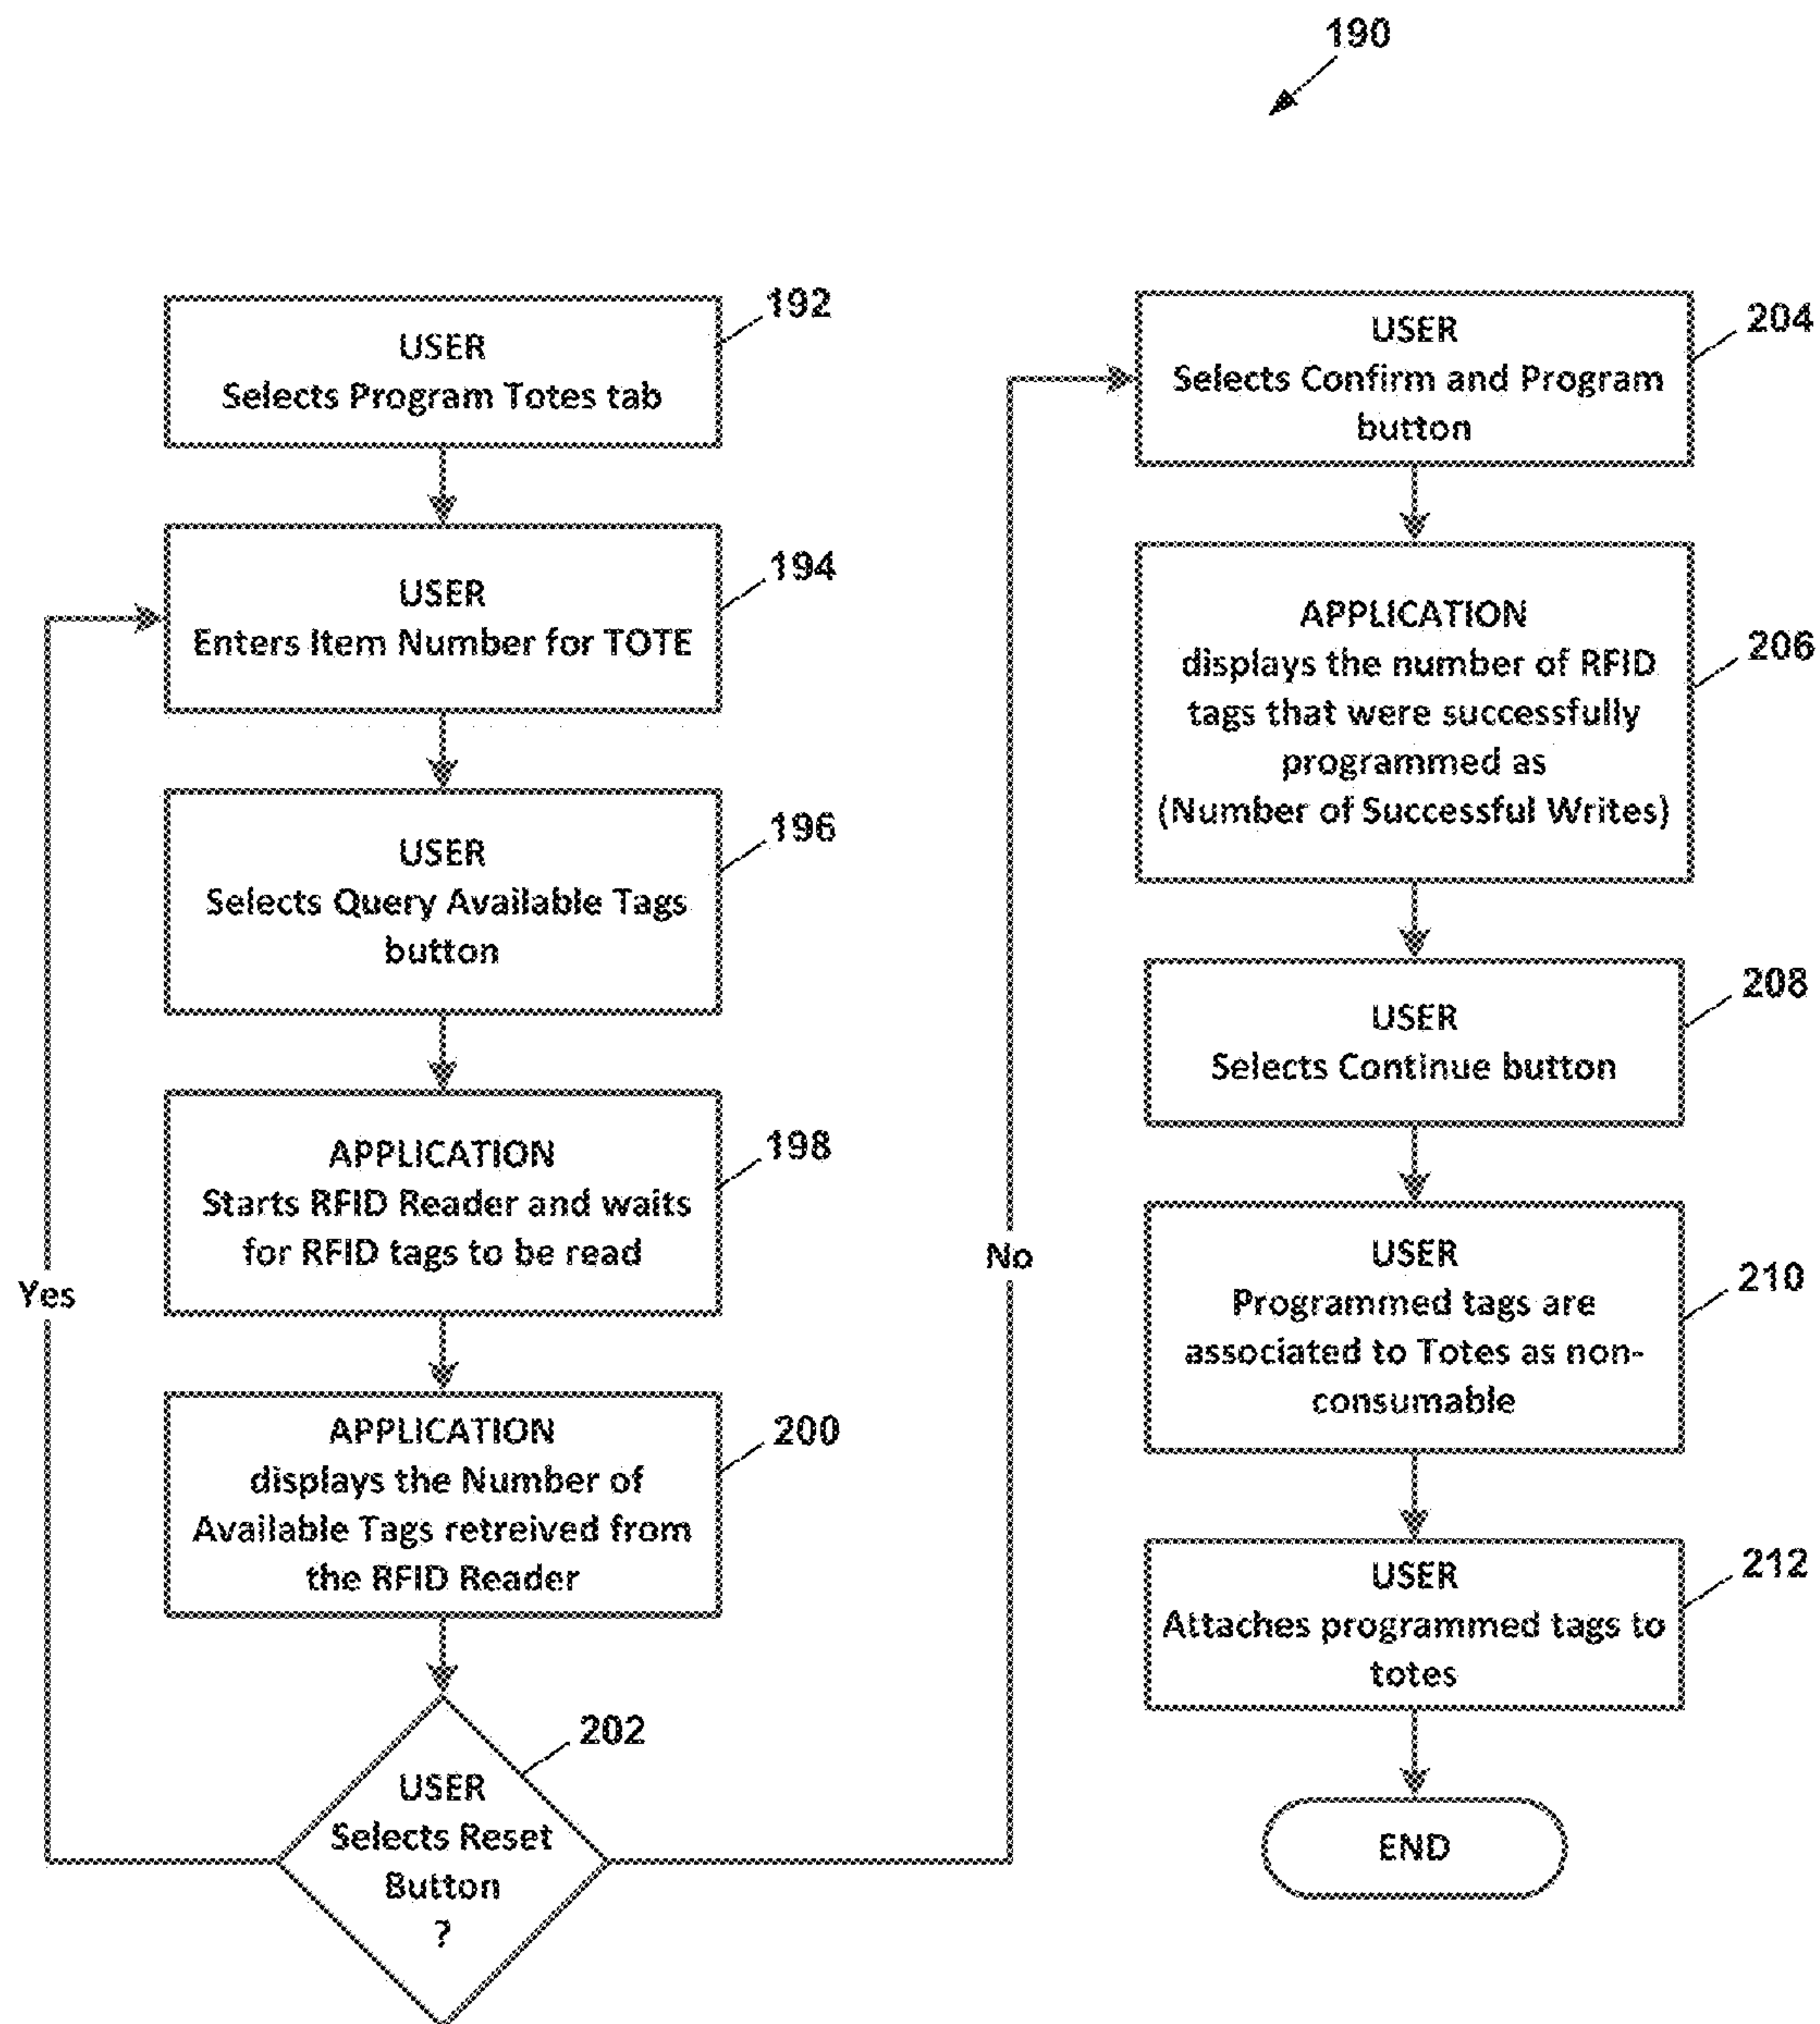 190
192
USER
Selects Program Totes tab
194
USER
Enters Item Number for TOTE
196
USER
Selects Query Available Tags
button
198
APPLICATION
Starts RFID Reader and waits
for RFID tags to be read
200
APPLICATION
displays the Number of
Available Tags retreived from
the RFID Reader
202
USER
Selects Reset
Button
?
Yes
No
204
USER
Selects Confirm and Program
button
206
APPLICATION
displays the number of RFID
tags that were successfully
programmed as
(Number of Successful Writes)
208
USER
Selects Continue button
210
USER
Programmed tags are
associated to Totes as non-
consumable
212
USER
Attaches programmed tags to
totes
END